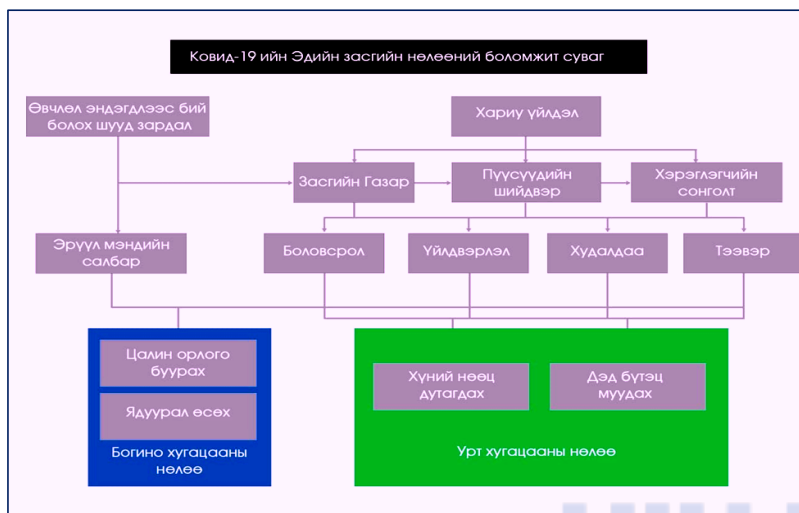 Ковид-19 ийн Эдийн засгийн нөлөөний боломжит суваг
Өвчлөл эндэгдлээс бий
болох шууд зардал
Хариу үйлдэл
Засгийн Газар
Пүүсүүдийн
шийдвэр
Хэрэглэгчийн
сонголт
Эрүүл мэндийн
салбар
Боловсрол
Үйлдвэрлэл
Худалдаа
Тээвэр
Цалин орлого
буурах
Ядуурал өсөх
Богино хугацааны
нөлөө
Хүний нөөц
дутагдах
Дэд бүтэц
муудах
Урт хугацааны нөлөө